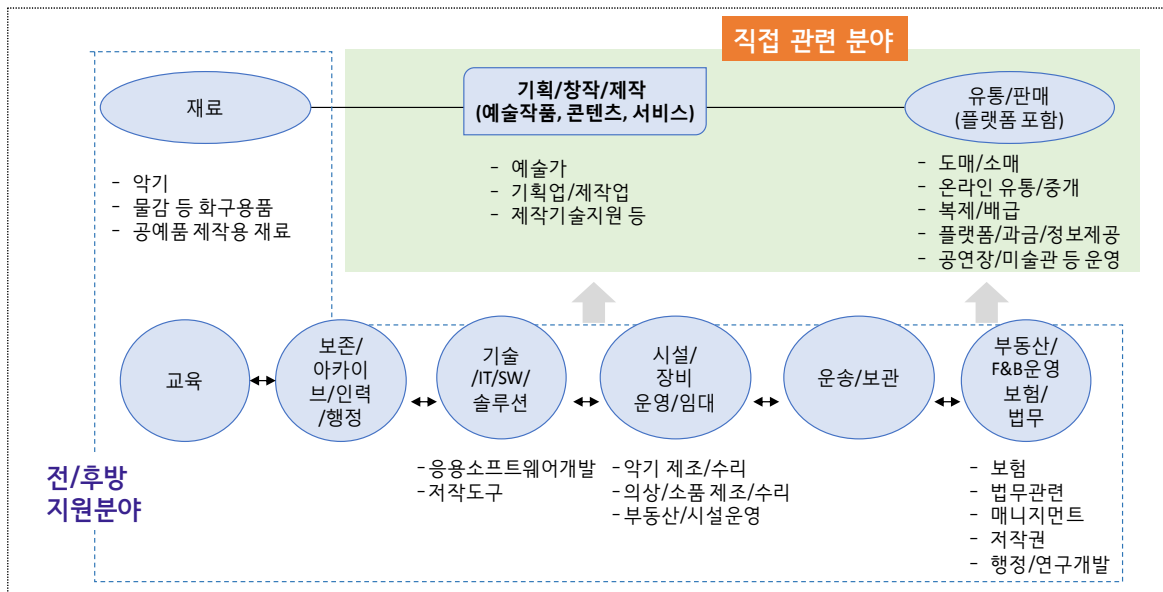 직접 관련 분야
재료
기획/창작/제작
(예술작품, 콘텐츠, 서비스)
유통/판매
(플랫폼 포함)
- 악기
- 물감 등 화구용품
- 공예품 제작용 재료
- 예술가
- 기획업/제작업
- 제작기술지원 등
- 도매/소매
- 온라인 유통/중개
- 복제/배급
- 플랫폼/과금/정보제공
- 공연장/미술관 등 운영
교육
보존/
아카이
브/인력
/행정
기술
/IT/SW/
솔루션
시설/
장비
운영/임대
운송/보관
부동산/
F&B운영
보험/
법무
전/후방
지원분야
-응용소프트웨어개발
-저작도구
-악기 제조/수리
-의상/소품 제조/수리
-부동산/시설운영
- 보험
- 법무관련
- 매니지먼트
- 저작권
- 행정/연구개발